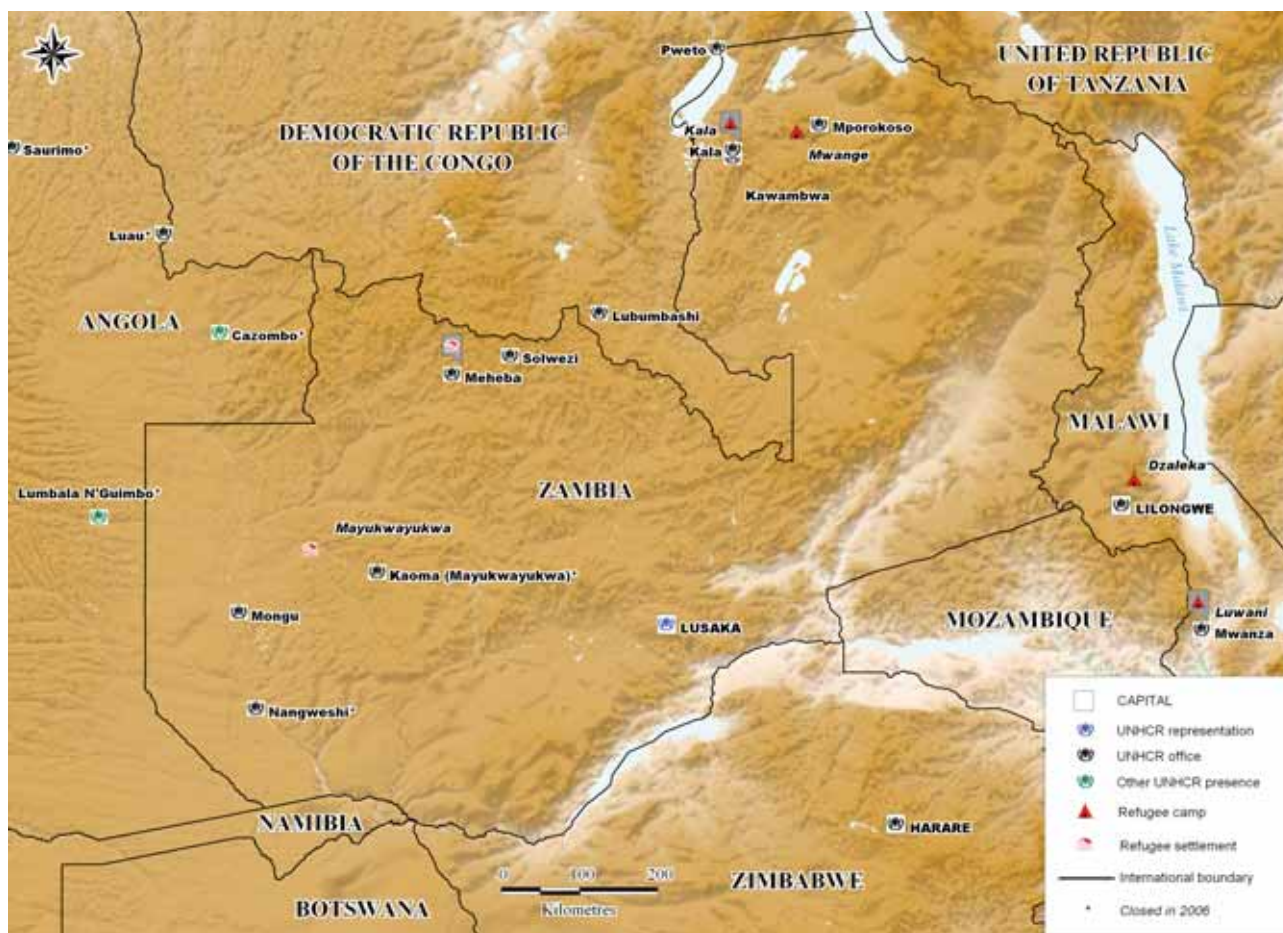 Pweto
UNITED REPUBLIC
OF TANZANIA
DEMOCRATIC REPUBLIC
OF THE CONGO
Kala
Mporokoso
Saurimo*
Kala
Mwange
Kawambwa
Luau*
Lake Malawi
ANGOLA
Cazombo*
Lubumbashi
Solwezi
Meheba
MALAWI
Dzaleka
Lumbala N'Guimbo*
ZAMBIA
LILONGWE
Mayukwayukwa
Kaoma (Mayukwayukwa)*
Mongu
LUSAKA
MOZAMBIQUE
Luwani
Mwanza
Nangweshi*
NAMIBIA
HARARE
ZIMBABWE
BOTSWANA
0 100 200
Kilometres
CAPITAL
UNHCR representation
UNHCR office
Other UNHCR presence
Refugee camp
Refugee settlement
International boundary
* Closed in 2006